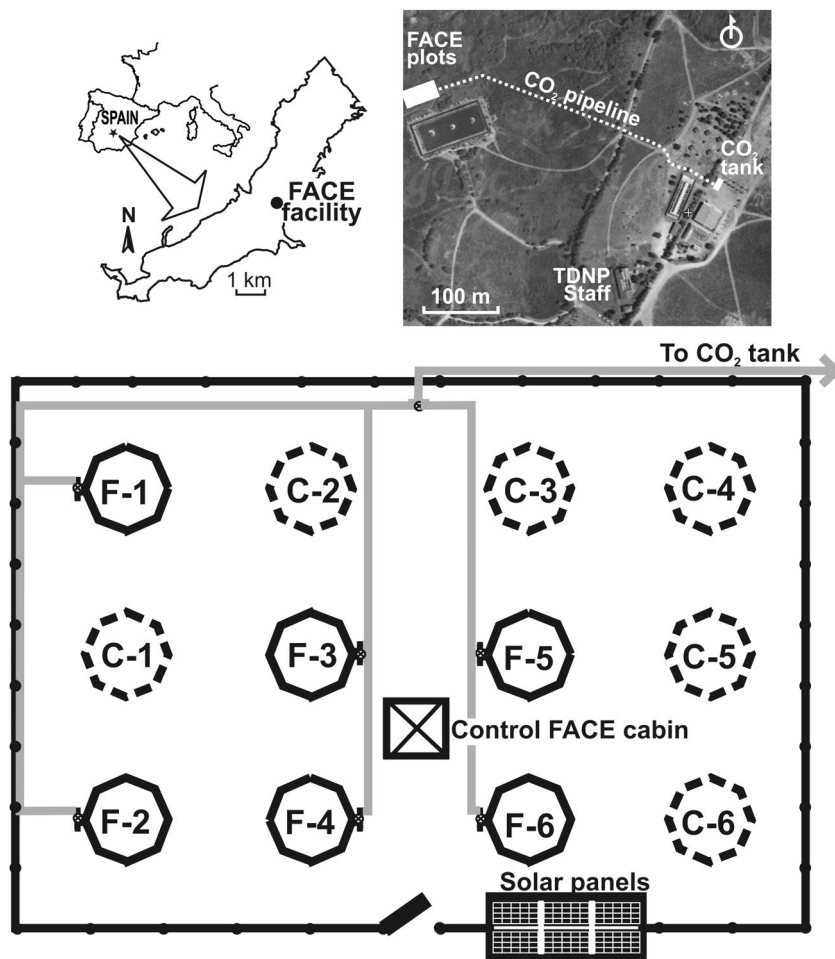 SPAIN
FACE
facility
N
1 km
FACE
plots
CO₂ pipeline
CO₂
tank
TDNP
Staff
100 m
To CO₂ tank
F-1
C-2
C-3
C-4
C-1
F-3
F-5
C-5
Control FACE cabin
F-2
F-4
F-6
C-6
Solar panels